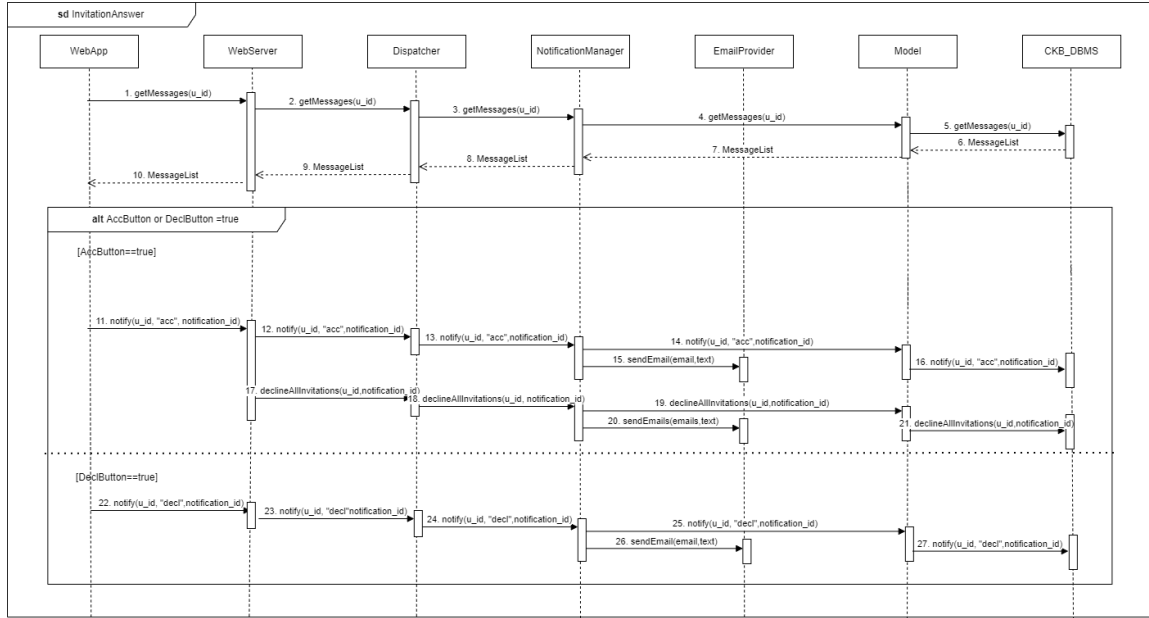 sd InvitationAnswer
WebApp
WebServer
Dispatcher
NotificationManager
EmailProvider
Model
CKB_DBMS
1. getMessages(u_id)
2. getMessages(u_id)
3. getMessages(u_id)
4. getMessages(u_id)
5. getMessages(u_id)
6. MessageList
7. MessageList
8. MessageList
9. MessageList
10. MessageList
alt AccButton or DeclButton =true
[AccButton==true]
11. notify(u_id, "acc", notification_id)
12. notify(u_id, "acc",notification_id)
13. notify(u_id, "acc",notification_id)
14. notify(u_id, "acc",notification_id)
15. sendEmail(email,text)
16. notify(u_id, "acc",notification_id)
17. declineAllInvitations(u_id,notification_id)
18. declineAllInvitations(u_id, notification_id)
19. declineAllInvitations(u_id,notification_id)
20. sendEmails(emails,text)
21. declineAllInvitations(u_id,notification_id)
[DeclButton==true]
22. notify(u_id, "decl",notification_id)
23. notify(u_id, "decl"notification_id)
24. notify(u_id, "decl",notification_id)
25. notify(u_id, "decl",notification_id)
26. sendEmail(email,text)
27. notify(u_id, "decl",notification_id)